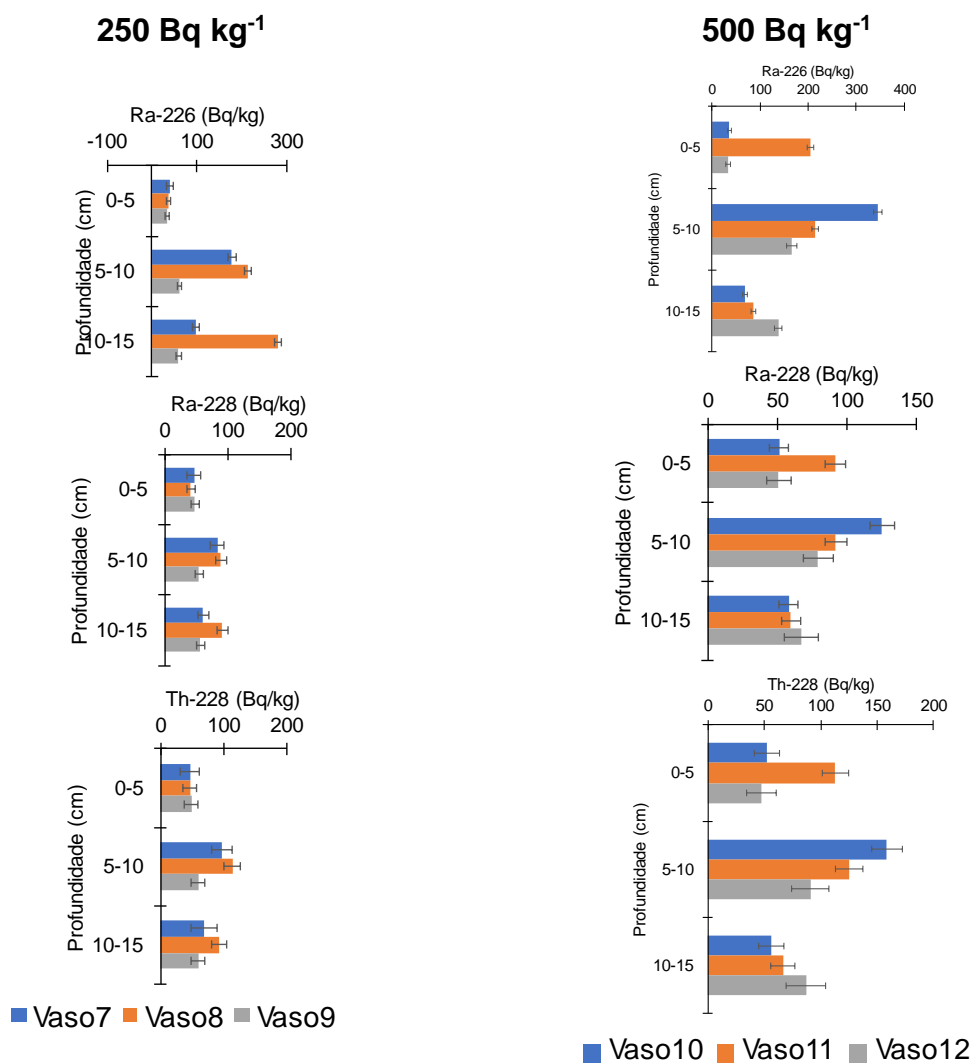 250 Bq kg⁻¹
Ra-226 (Bq/kg)
-100 100 300
Profundidade (cm)
0-5
5-10
10-15
Ra-228 (Bq/kg)
0 100 200
Profundidade (cm)
0-5
5-10
10-15
Th-228 (Bq/kg)
0 100 200
Profundidade (cm)
0-5
5-10
10-15
Vaso7 Vaso8 Vaso9
500 Bq kg⁻¹
Ra-226 (Bq/kg)
0 100 200 300 400
Profundidade (cm)
0-5
5-10
10-15
Ra-228 (Bq/kg)
0 50 100 150
Profundidade (cm)
0-5
5-10
10-15
Th-228 (Bq/kg)
0 50 100 150 200
Profundidade (cm)
0-5
5-10
10-15
Vaso10 Vaso11 Vaso12